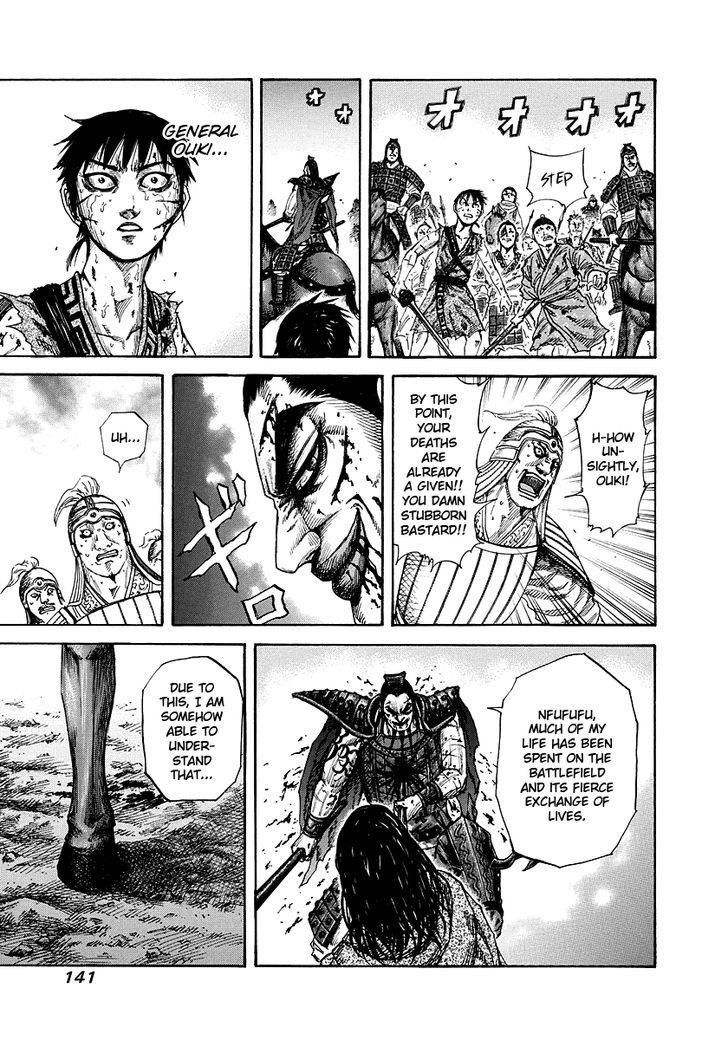 オ オ オ オ
STEP
オ
オ
GENERAL
OUKI...
H-HOW
UN-
SIGHTLY,
OUKI!
BY THIS
POINT,
YOUR
DEATHS
ARE
ALREADY
A GIVEN!!
YOU DAMN
STUBBORN
BASTARD!!
ギロ
UH...
NFUFUFU,
MUCH OF MY
LIFE HAS BEEN
SPENT ON THE
BATTLEFIELD
AND ITS FIERCE
EXCHANGE OF
LIVES.
DUE TO
THIS, I AM
SOMEHOW
ABLE TO
UNDER-
STAND
THAT...
141